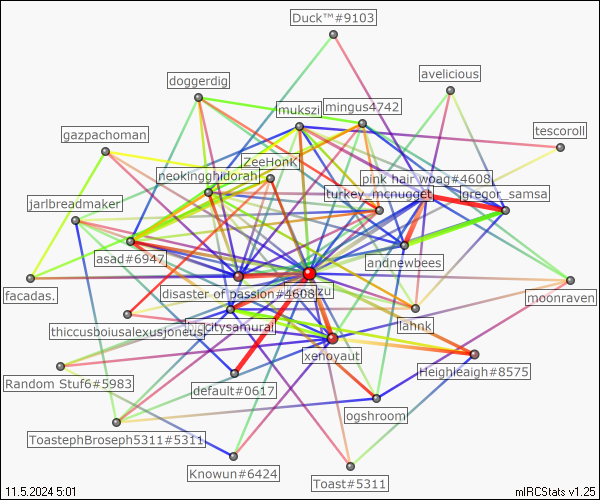 Duck™#9103
avelicious
doggerdig
mukszi
mingus4742
tescoroll
gazpachoman
ZeeHonK
neokingghidorah
pink hair woag#4608
turkey_mcnugget
gregor_samsa
jarlbreadmaker
asad#6947
andnewbees
facadas.
disaster of passion#4608
zu
moonraven
thiccusboiusalexusjoneus
citysamurai
lahnk
xenoyaut
Random Stuf6#5983
default#0617
Heighleaigh#8575
ogshroom
ToastephBroseph5311#5311
Knowun#6424
Toast#5311
11.5.2024 5:01
mIRCStats v1.25